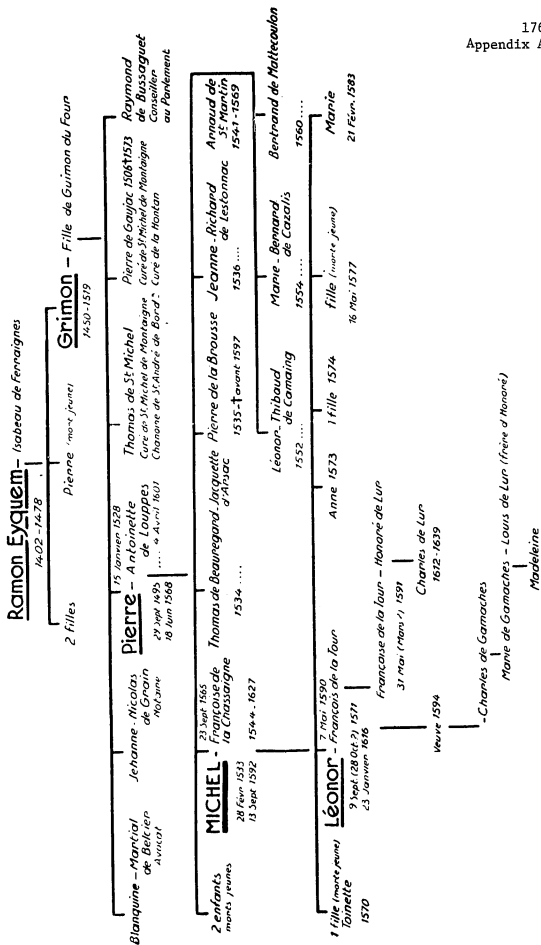 176
Appendix A
Ramon Eyquem – Isabeau de Ferraignes
1402-1478
2 Filles
Pierre (mort jeune)
Grimon – Fille de Guimon du Four
1450-1519
Blanquine – Martial
de Belcier
Avocat
Jehanne - Nicolas
de Grain
Notaire
15 Janvier 1528
Pierre – Antoinette
de Louppes
29 Sept 1495 .... 4 Avril 1601
18 Juin 1568
Thomas de St Michel
Curé de St Michel de Montaigne
Chanoine de St André de Bord.
Pierre de Gaujac 1506†1573
Curé de St Michel de Montaigne
Curé de la Hontan
Raymond
de Bussaguet
Conseiller
au Parlement
2 enfants
morts jeunes
23 Sept 1565
MICHEL – Françoise de
la Chassaigne
28 Févr 1533
13 Sept 1592
1544-1627
Thomas de Beauregard - Jacquette
d'Arsac
1534 ....
Pierre de la Brousse
1535-† avant 1597
Jeanne - Richard
de Lestonnac
1536 ....
Arnaud de
St Martin
1541-1569
Léonor - Thibaud
de Camaing
1552 ....
Marie - Bernard
de Cazalis
1554 ....
Bertrand de Mattecoulon
1560 ....
1 fille (morte jeune)
Toinette
1570
7 Mai 1590
Léonor – François de la Tour
9 Sept (28 Oct ?) 1571
23 Janvier 1616
Anne 1573
1 fille 1574
fille (morte jeune)
16 Mai 1577
Marie
21 Févr. 1583
Françoise de la Tour – Honoré de Lur
31 Mai (Mars ?) 1591
Charles de Lur
1612-1639
Veuve 1594
- Charles de Gamaches
Marie de Gamaches - Louis de Lur (frère d'Honoré)
Madeleine